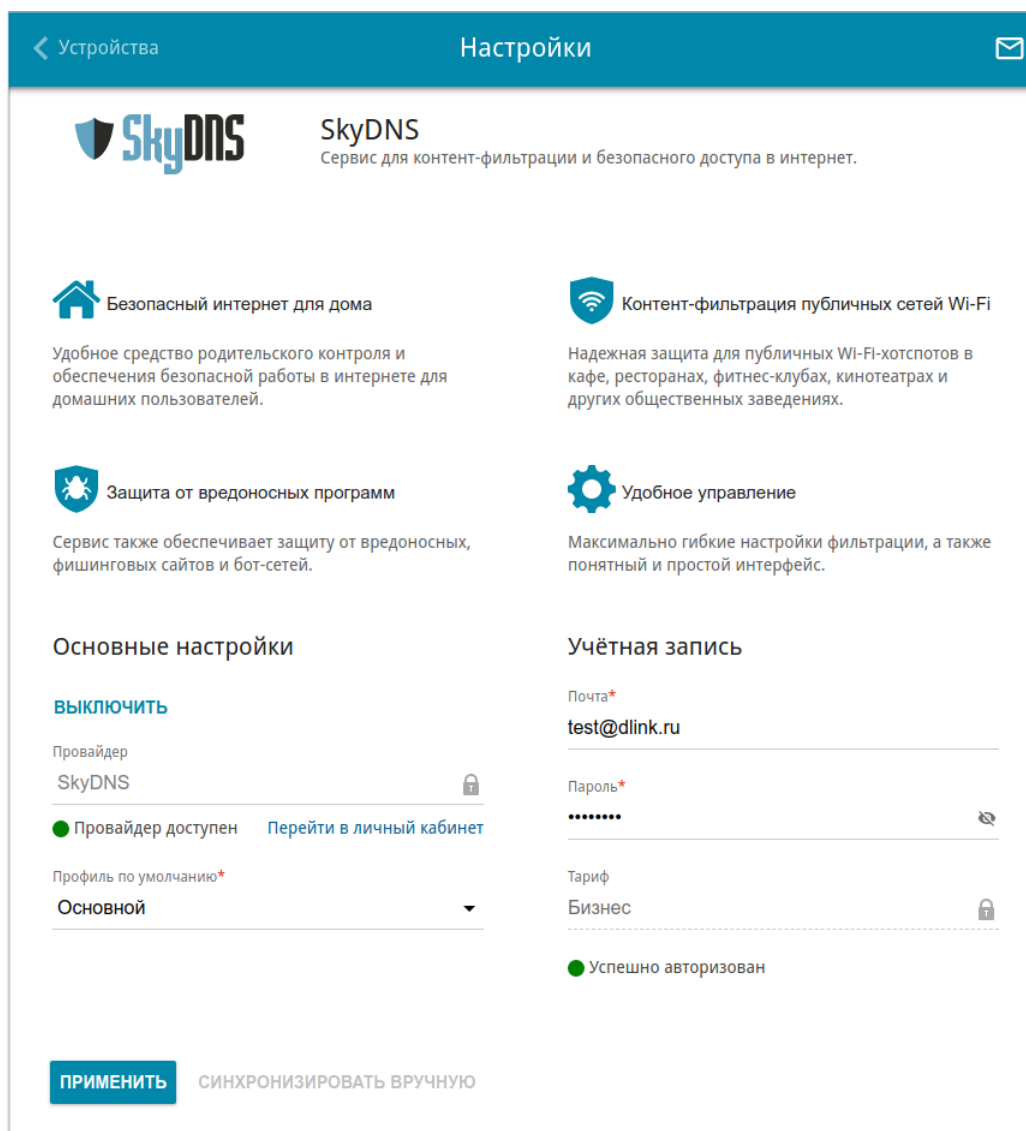 Устройства
Настройки
SkyDNS
SkyDNS
Сервис для контент-фильтрации и безопасного доступа в интернет.
Безопасный интернет для дома
Удобное средство родительского контроля и
обеспечения безопасной работы в интернете для
домашних пользователей.
Контент-фильтрация публичных сетей Wi-Fi
Надежная защита для публичных Wi-Fi-хотспотов в
кафе, ресторанах, фитнес-клубах, кинотеатрах и
других общественных заведениях.
Защита от вредоносных программ
Сервис также обеспечивает защиту от вредоносных,
фишинговых сайтов и бот-сетей.
Удобное управление
Максимально гибкие настройки фильтрации, а также
понятный и простой интерфейс.
Основные настройки
ВЫКЛЮЧИТЬ
Провайдер
SkyDNS
Провайдер доступен Перейти в личный кабинет
Профиль по умолчанию*
Основной
Учётная запись
Почта*
test@dlink.ru
Пароль*
••••••••
Тариф
Бизнес
Успешно авторизован
ПРИМЕНИТЬ
СИНХРОНИЗИРОВАТЬ ВРУЧНУЮ